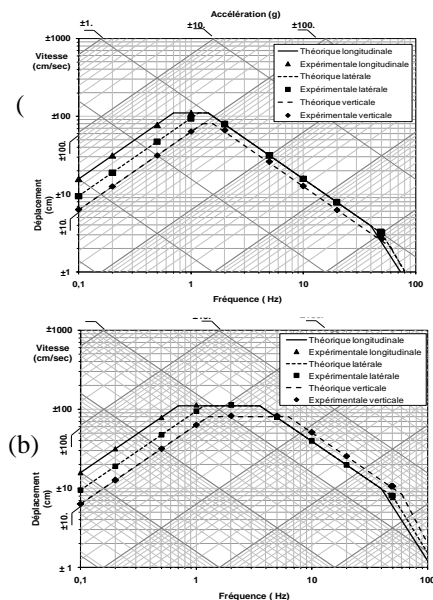 Accélération (g)
±1. ±10. ±100.
±1000
Vitesse
(cm/sec)
Théorique longitudinale
Expérimentale longitudinale
Théorique latérale
Expérimentale latérale
Théorique verticale
Expérimentale verticale
(
±100
±100.
±10
Déplacement
(cm)
±10.
±1
0,1 1 10 100
Fréquence ( Hz)
±1000
Vitesse
(cm/sec)
Théorique longitudinale
Expérimentale longitudinale
Théorique latérale
Expérimentale latérale
Théorique verticale
Expérimentale verticale
±100
(b)
±100.
±10
Déplacement
(cm)
±10.
±1
0,1 1 10 100
Fréquence ( Hz)